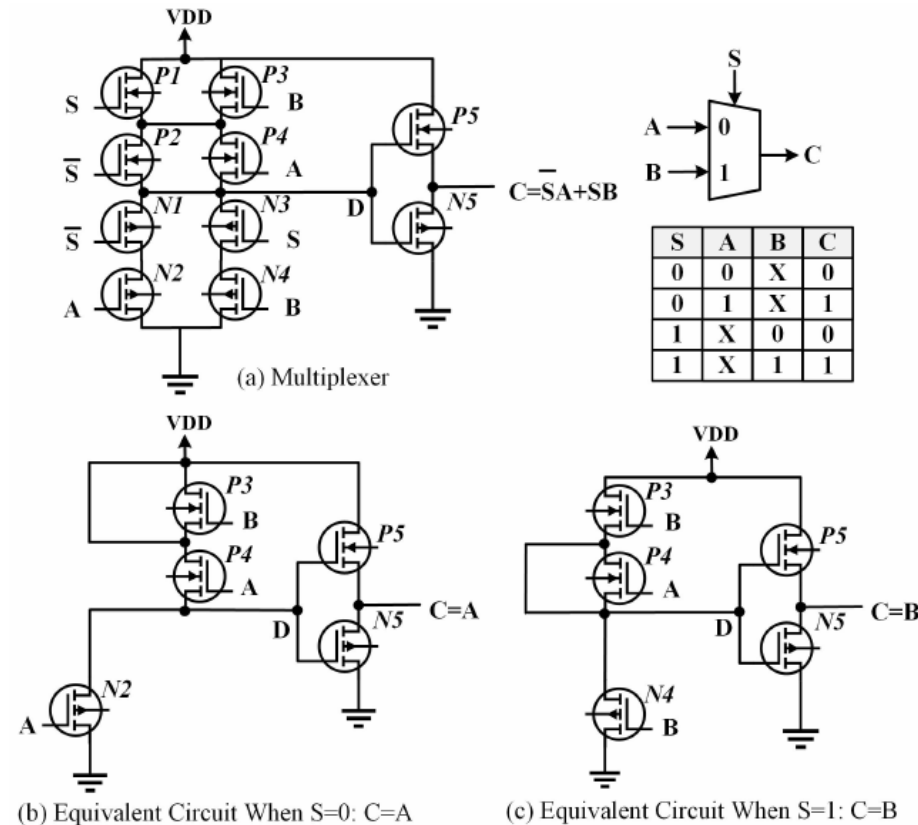 VDD
P1
P3
S
B
P2
P4
S̅
A
P5
N1
N3
S̅
S
D
C=S̅A+SB
N5
N2
N4
A
B
(a) Multiplexer
S
A
0
C
B
1
S A B C
0 0 X 0
0 1 X 1
1 X 0 0
1 X 1 1
VDD
P3
B
P4
A
P5
D
C=A
N5
N2
A
(b) Equivalent Circuit When S=0: C=A
VDD
P3
B
P4
A
P5
D
C=B
N5
N4
B
(c) Equivalent Circuit When S=1: C=B